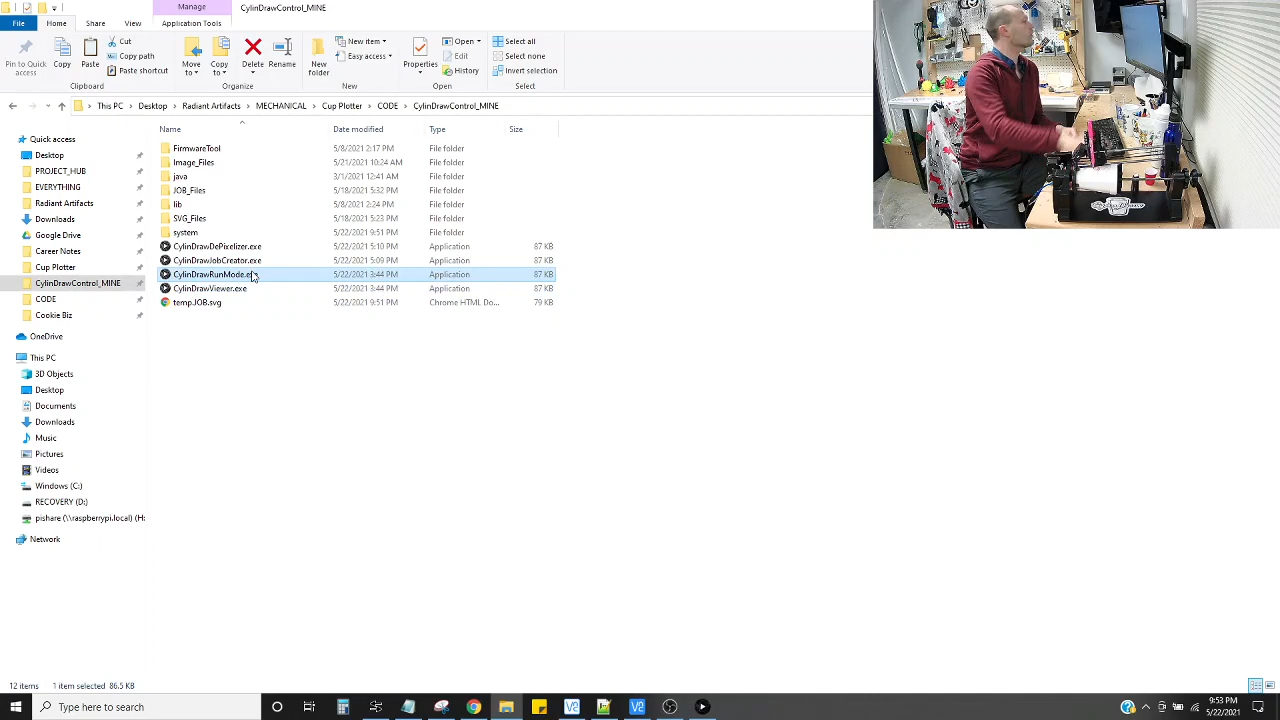 Manage
CylinDrawControl_MINE
File
Home
Share
View
Application Tools
Pin to Quick access
Copy
Paste
Cut
Copy path
Paste shortcut
Clipboard
Move to
Copy to
Delete
Rename
Organize
New folder
New item
Easy access
New
Properties
Open
Edit
History
Open
Select all
Select none
Invert selection
Select
This PC > Desktop > Radiant Artifacts > MECHANICAL > Cup Plotter > CODE > CylinDrawControl_MINE
Name Date modified Type Size
Quick access
Desktop
PROJECT_HUB
EVERYTHING
Radiant Artifacts
Downloads
Google Drive
Career Notes
Cup Plotter
CylinDrawControl_MINE
CODE
Cookie Biz
OneDrive
This PC
3D Objects
Desktop
Documents
Downloads
Music
Pictures
Videos
Windows (C:)
RECOVERY (D:)
pishare (\\raspberrypi.local) (H:
Network
FirmwareTool 5/8/2021 2:17 PM File folder
Image_Files 5/21/2021 10:24 AM File folder
java 3/1/2021 12:41 AM File folder
JOB_Files 5/18/2021 5:32 PM File folder
lib 5/8/2021 2:24 PM File folder
SVG_Files 5/18/2021 5:23 PM File folder
system 5/22/2021 9:51 PM File folder
CylinDrawDePixelizer.exe 5/22/2021 5:10 PM Application 87 KB
CylinDrawJobCreator.exe 5/22/2021 5:09 PM Application 87 KB
CylinDrawRunMode.exe 5/22/2021 3:44 PM Application 87 KB
CylinDrawViewer.exe 5/22/2021 3:44 PM Application 87 KB
temp.JOB.svg 5/22/2021 9:51 PM Chrome HTML Do... 79 KB
12 items 1 item selected 86.5 KB
Type here to search
9:53 PM
5/22/2021